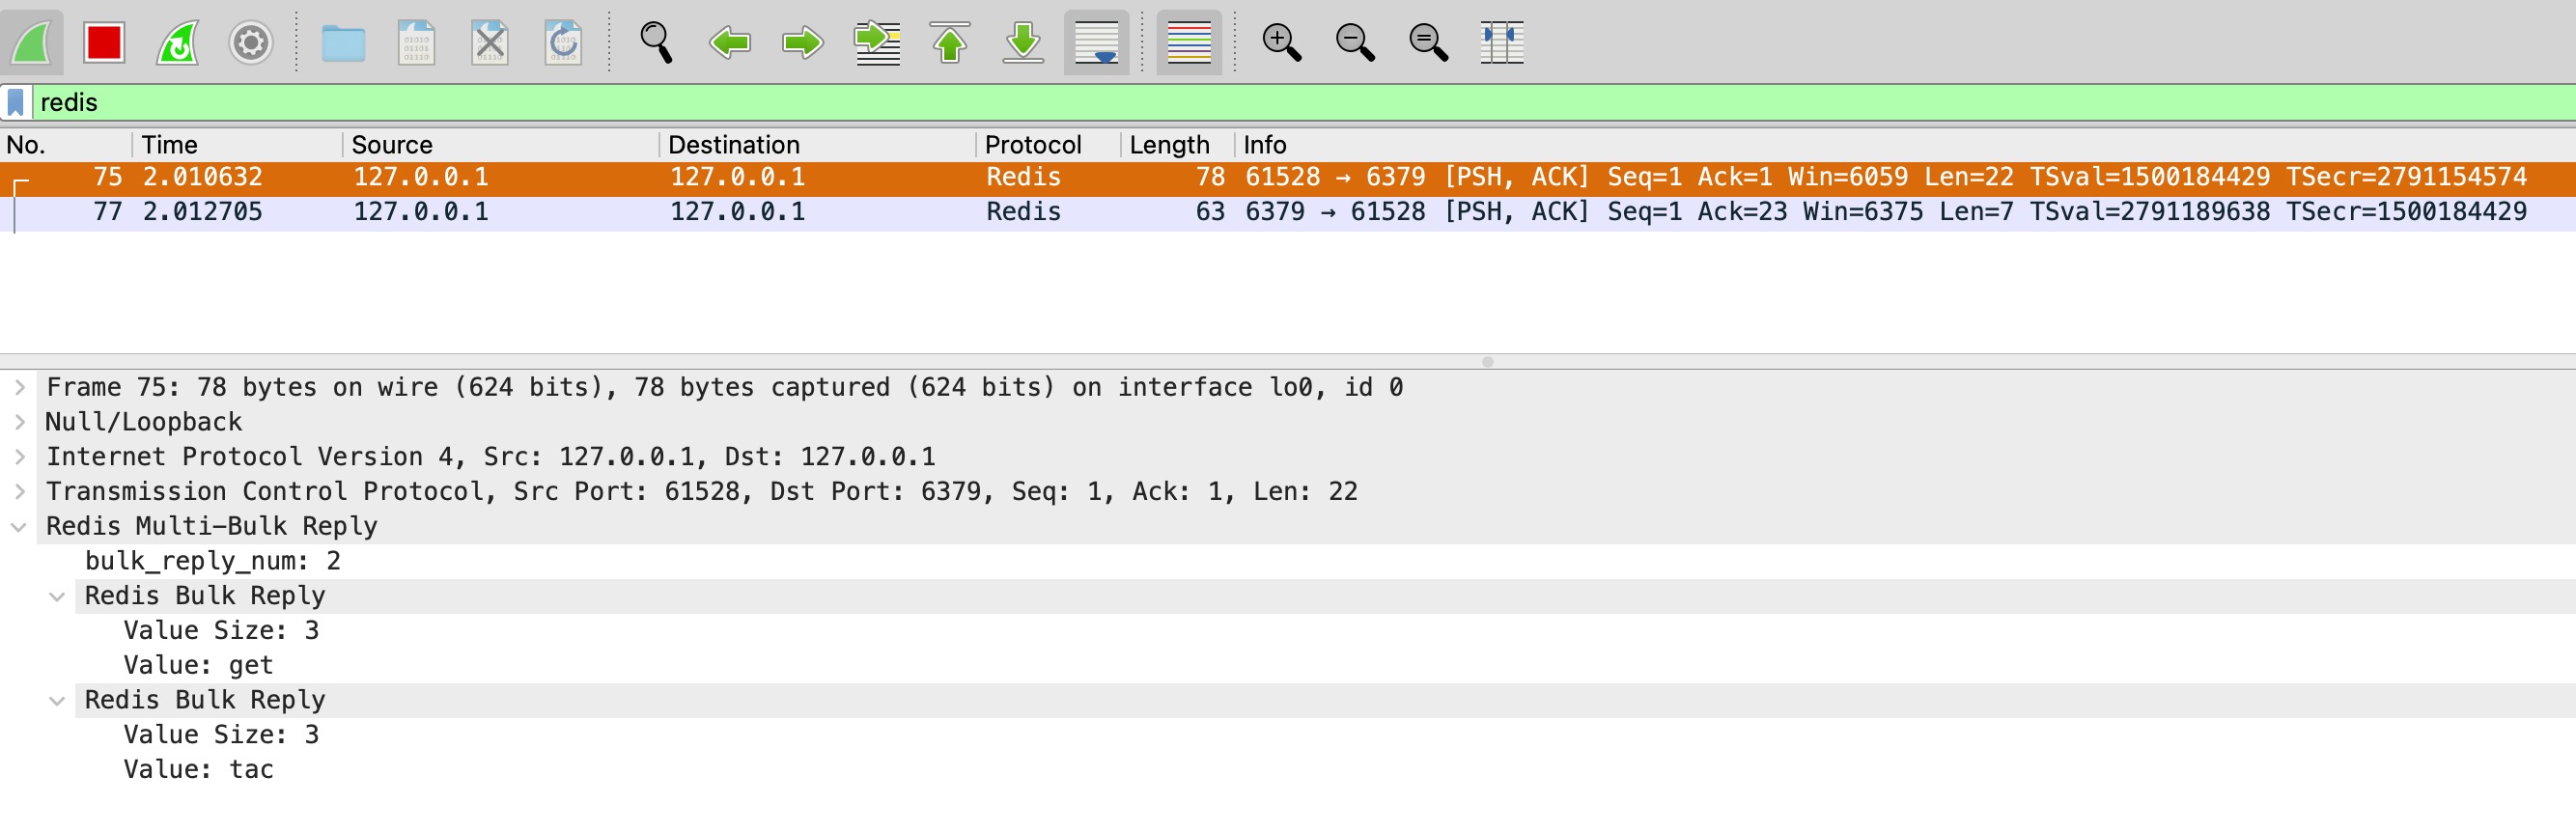 redis
No. Time Source Destination Protocol Length Info
75 2.010632 127.0.0.1 127.0.0.1 Redis 78 61528 → 6379 [PSH, ACK] Seq=1 Ack=1 Win=6059 Len=22 TSval=1500184429 TSecr=2791154574
77 2.012705 127.0.0.1 127.0.0.1 Redis 63 6379 → 61528 [PSH, ACK] Seq=1 Ack=23 Win=6375 Len=7 TSval=2791189638 TSecr=1500184429
Frame 75: 78 bytes on wire (624 bits), 78 bytes captured (624 bits) on interface lo0, id 0
Null/Loopback
Internet Protocol Version 4, Src: 127.0.0.1, Dst: 127.0.0.1
Transmission Control Protocol, Src Port: 61528, Dst Port: 6379, Seq: 1, Ack: 1, Len: 22
Redis Multi-Bulk Reply
bulk_reply_num: 2
Redis Bulk Reply
Value Size: 3
Value: get
Redis Bulk Reply
Value Size: 3
Value: tac